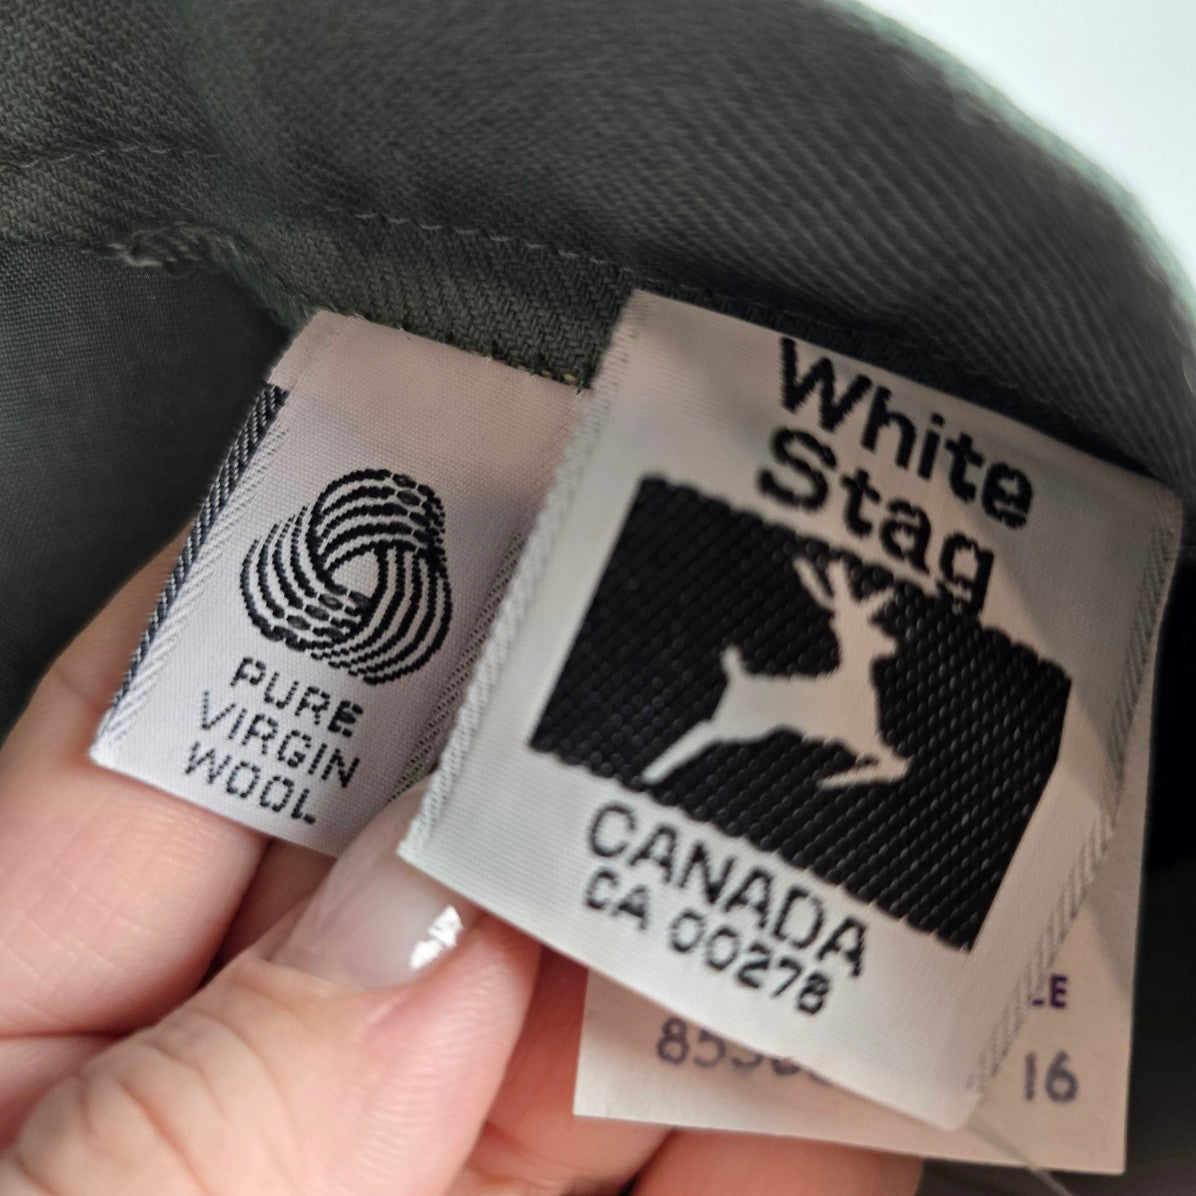 PURE
VIRGIN
WOOL
White
Stag
CANADA
CA 00278
16